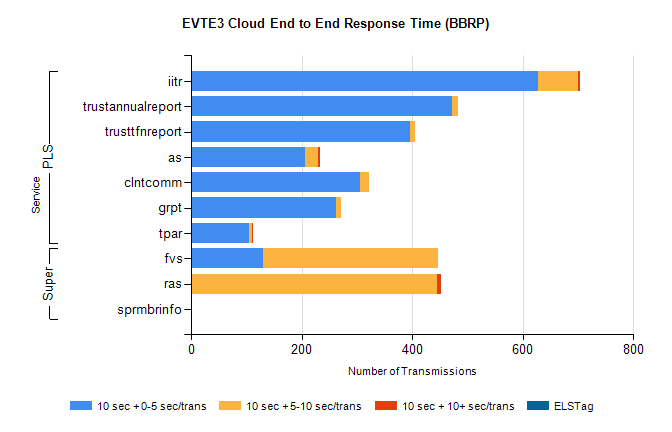 EVTE3 Cloud End to End Response Time (BBRP)
Service
PLS
iitr
trustannualreport
trusttfnreport
as
clntcomm
grpt
tpar
Super
fvs
ras
sprmbrinfo
0 200 400 600 800
Number of Transmissions
10 sec +0-5 sec/trans 10 sec +5-10 sec/trans 10 sec + 10+ sec/trans ELSTag